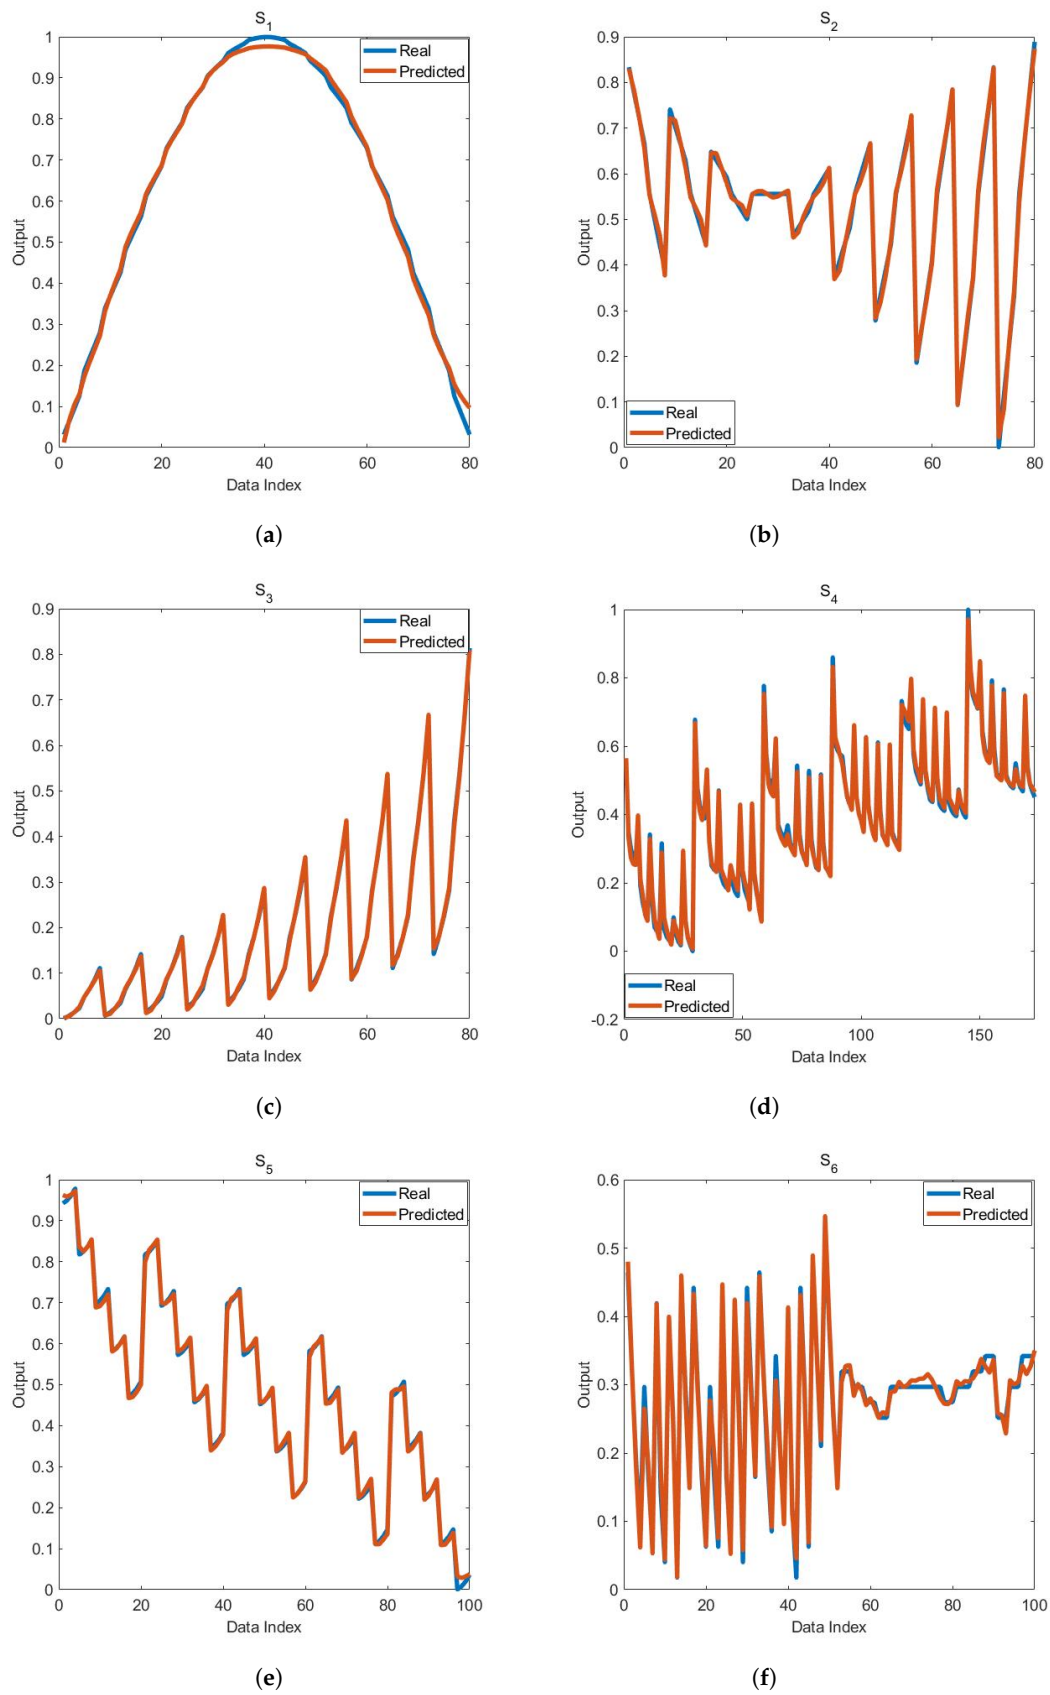 S1
1
0.9
0.8
0.7
0.6
0.5
0.4
0.3
0.2
0.1
0
Output
Real
Predicted
0 20 40 60 80
Data Index
(a)
S2
0.9
0.8
0.7
0.6
0.5
0.4
0.3
0.2
0.1
0
Output
Real
Predicted
0 20 40 60 80
Data Index
(b)
S3
0.9
0.8
0.7
0.6
0.5
0.4
0.3
0.2
0.1
0
Output
Real
Predicted
0 20 40 60 80
Data Index
(c)
S4
1
0.8
0.6
0.4
0.2
0
-0.2
Output
Real
Predicted
0 50 100 150
Data Index
(d)
S5
1
0.9
0.8
0.7
0.6
0.5
0.4
0.3
0.2
0.1
0
Output
Real
Predicted
0 20 40 60 80 100
Data Index
(e)
S6
0.6
0.5
0.4
0.3
0.2
0.1
0
Output
Real
Predicted
0 20 40 60 80 100
Data Index
(f)